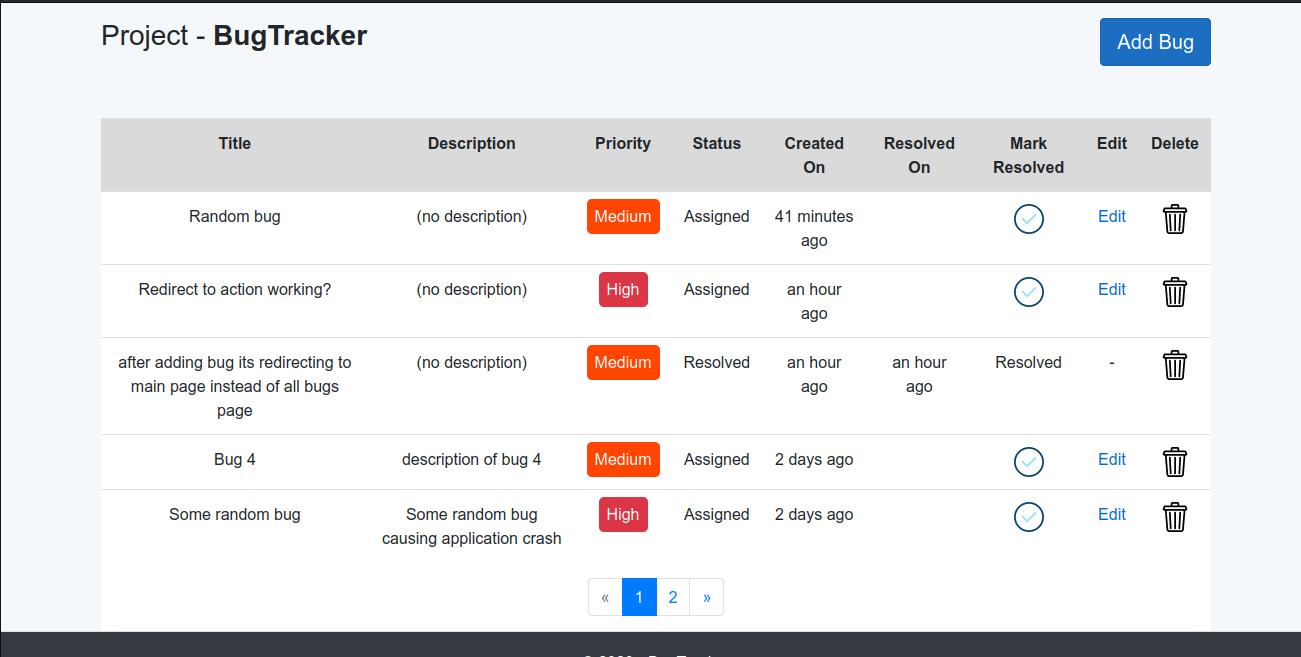 Project - BugTracker
Add Bug
Title Description Priority Status Created On Resolved On Mark Resolved Edit Delete
Random bug (no description) Medium Assigned 41 minutes ago Edit
Redirect to action working? (no description) High Assigned an hour ago Edit
after adding bug its redirecting to main page instead of all bugs page (no description) Medium Resolved an hour ago an hour ago Resolved -
Bug 4 description of bug 4 Medium Assigned 2 days ago Edit
Some random bug Some random bug causing application crash High Assigned 2 days ago Edit
« 1 2 »